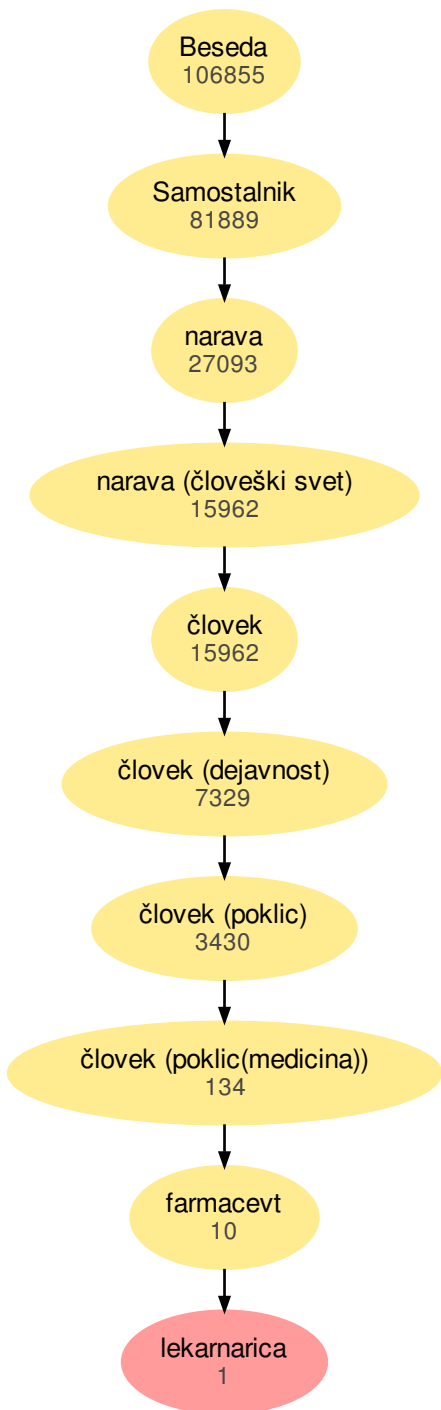 Beseda
106855
Samostalnik
81889
narava
27093
narava (človeški svet)
15962
človek
15962
človek (dejavnost)
7329
človek (poklic)
3430
človek (poklic(medicina))
134
farmacevt
10
lekarnarica
1